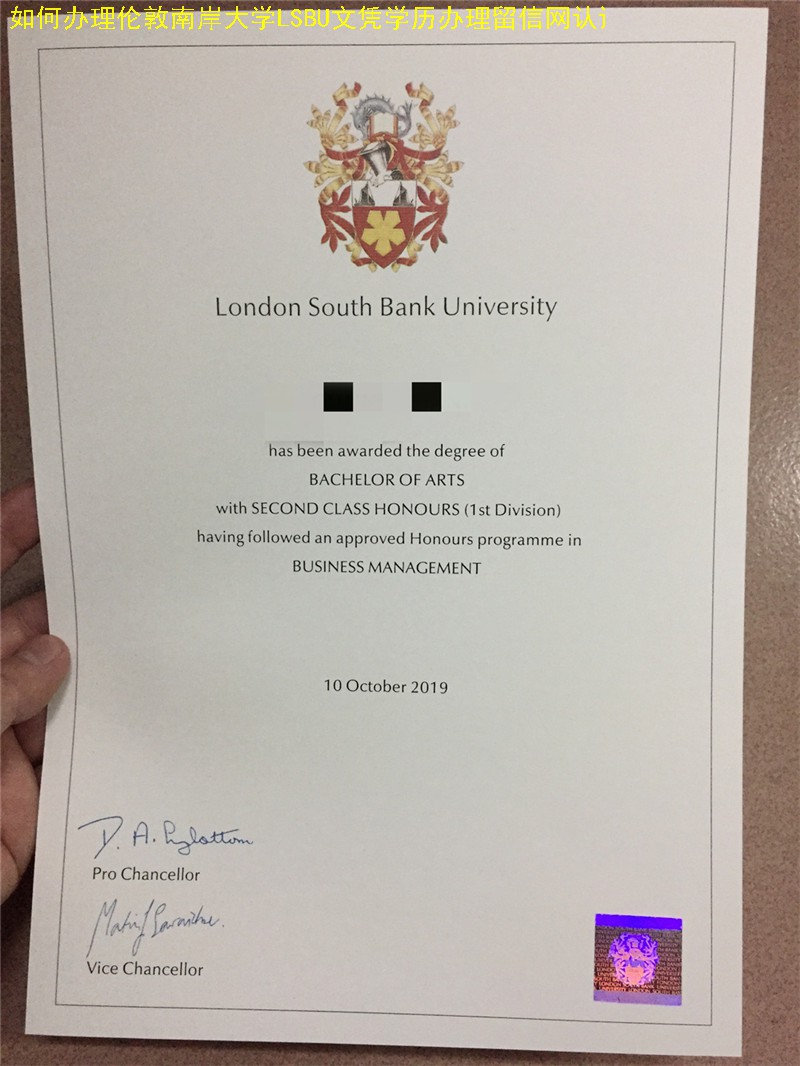 如何办理伦敦南岸大学LSBU文凭学历办理留信网认
London South Bank University
has been awarded the degree of
BACHELOR OF ARTS
with SECOND CLASS HONOURS (1st Division)
having followed an approved Honours programme in
BUSINESS MANAGEMENT
10 October 2019
D. A.
Pro Chancellor
Vice Chancellor